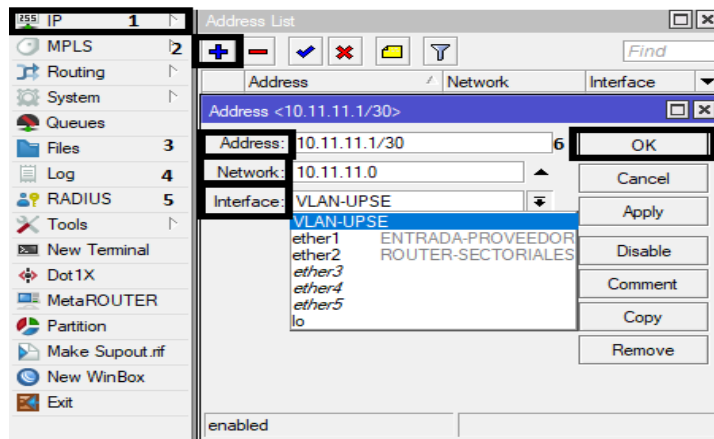 255 IP 1
MPLS 2
Routing
System
Queues
Files 3
Log 4
RADIUS 5
Tools
New Terminal
Dot1X
MetaROUTER
Partition
Make Supout.rif
New WinBox
Exit
Address List
Find
Address Network Interface
Address <10.11.11.1/30>
Address: 10.11.11.1/30 6 OK
Network: 10.11.11.0 Cancel
Interface: VLAN-UPSE Apply
VLAN-UPSE
ether1 ENTRADA-PROVEEDOR
ether2 ROUTER-SECTORIALES
ether3
ether4
ether5
lo
Disable
Comment
Copy
Remove
enabled